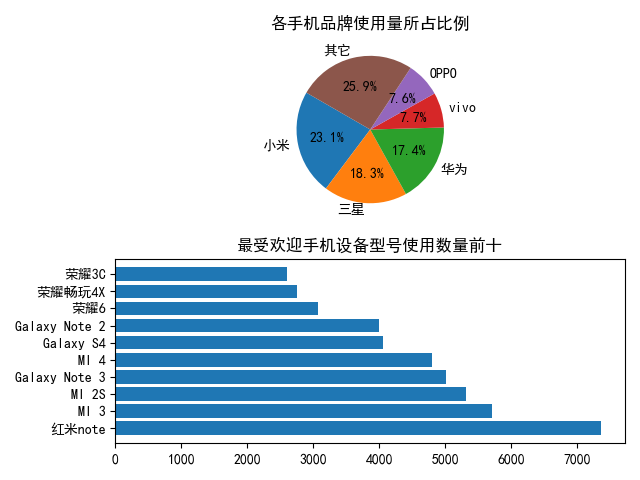 各手机品牌使用量所占比例
其它
OPPO
25.9%
7.6%
vivo
7.7%
小米
23.1%
17.4%
华为
18.3%
三星
最受欢迎手机设备型号使用数量前十
荣耀3C
荣耀畅玩4X
荣耀6
Galaxy Note 2
Galaxy S4
MI 4
Galaxy Note 3
MI 2S
MI 3
红米note
0 1000 2000 3000 4000 5000 6000 7000